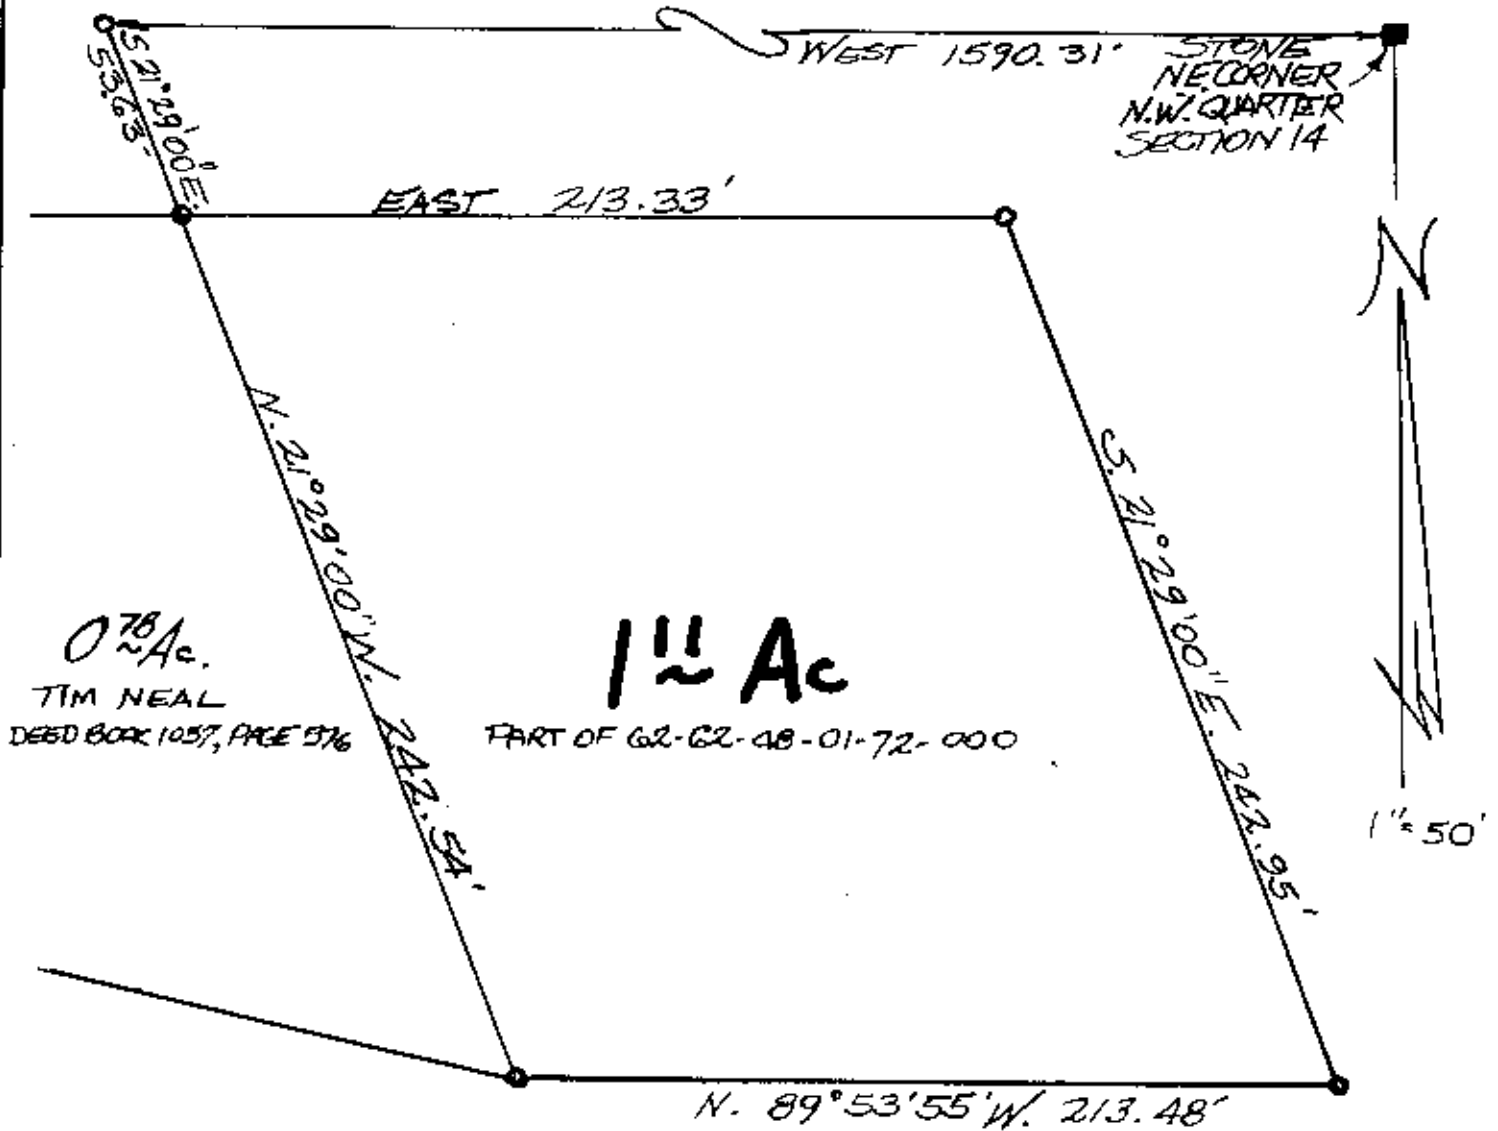 WEST 1590.31'
STONE
N.E. CORNER
N.W. QUARTER
SECTION 14
S 21°29'00"E.
53.63'
EAST 213.33'
N
N. 21°29'00"W. 242.54'
S. 21°29'00"E. 242.95'
0 78 Ac.
TIM NEAL
DEED BOOK 1057, PAGE 576
1 11 Ac
PART OF 62-62-48-01-72-000
1"=50'
N. 89°53'55"W. 213.48'